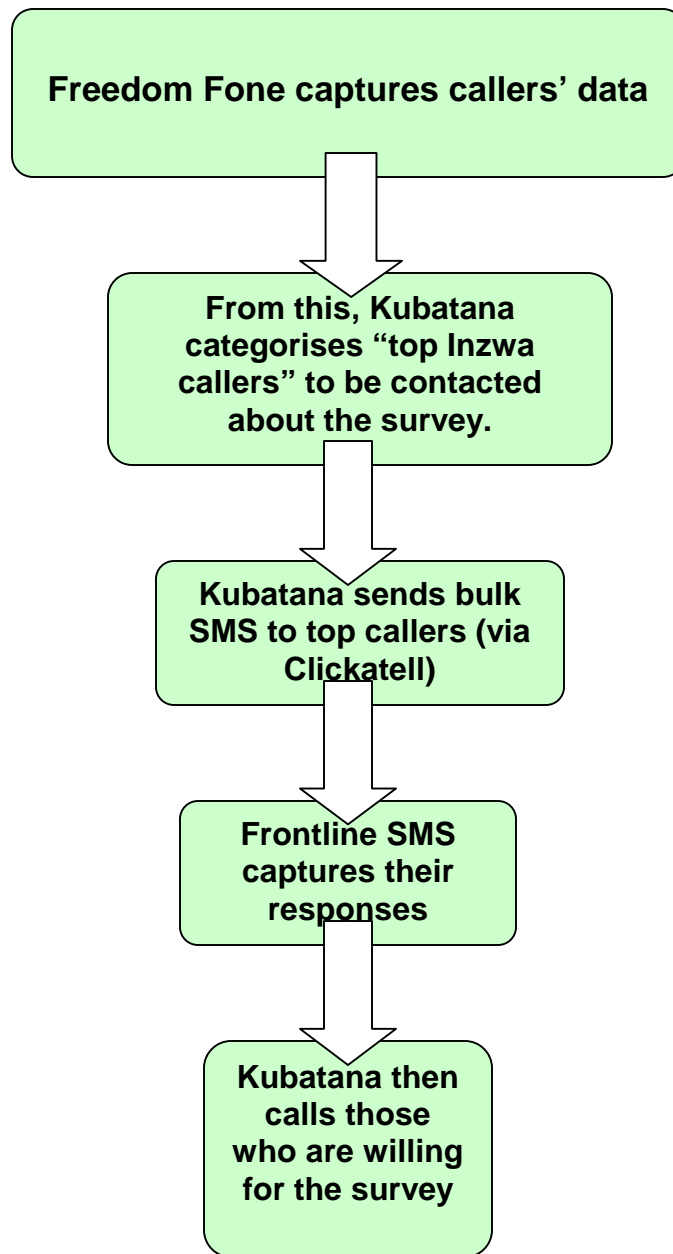 Freedom Fone captures callers’ data
From this, Kubatana
categorises “top Inzwa
callers” to be contacted
about the survey.
Kubatana sends bulk
SMS to top callers (via
Clickatell)
Frontline SMS
captures their
responses
Kubatana then
calls those
who are willing
for the survey